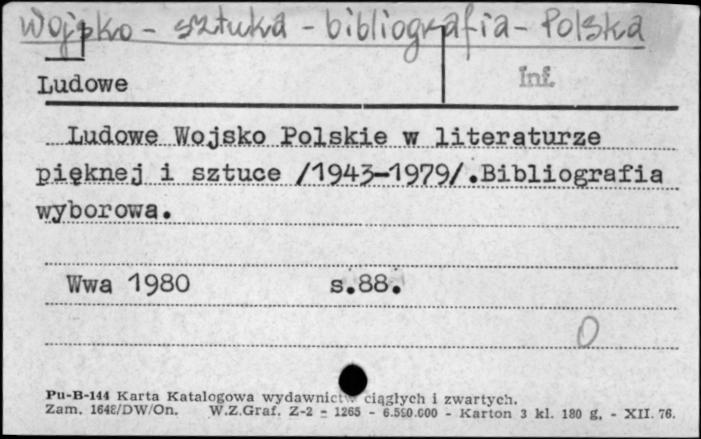 Wojsko - sztuka - bibliografia - Polska
Ludowe
Inf.
Ludowe Wojsko Polskie w literaturze
pięknej i sztuce /1943-1979/.Bibliografia
wyborowa.
Wwa 1980 s.88.
0
Pu-B-144 Karta Katalogowa wydawnictw ciągłych i zwartych.
Zam. 1648/DW/On. W.Z.Graf. Z-2 - 1265 - 6.500.000 - Karton 3 kl. 180 g. - XII. 76.